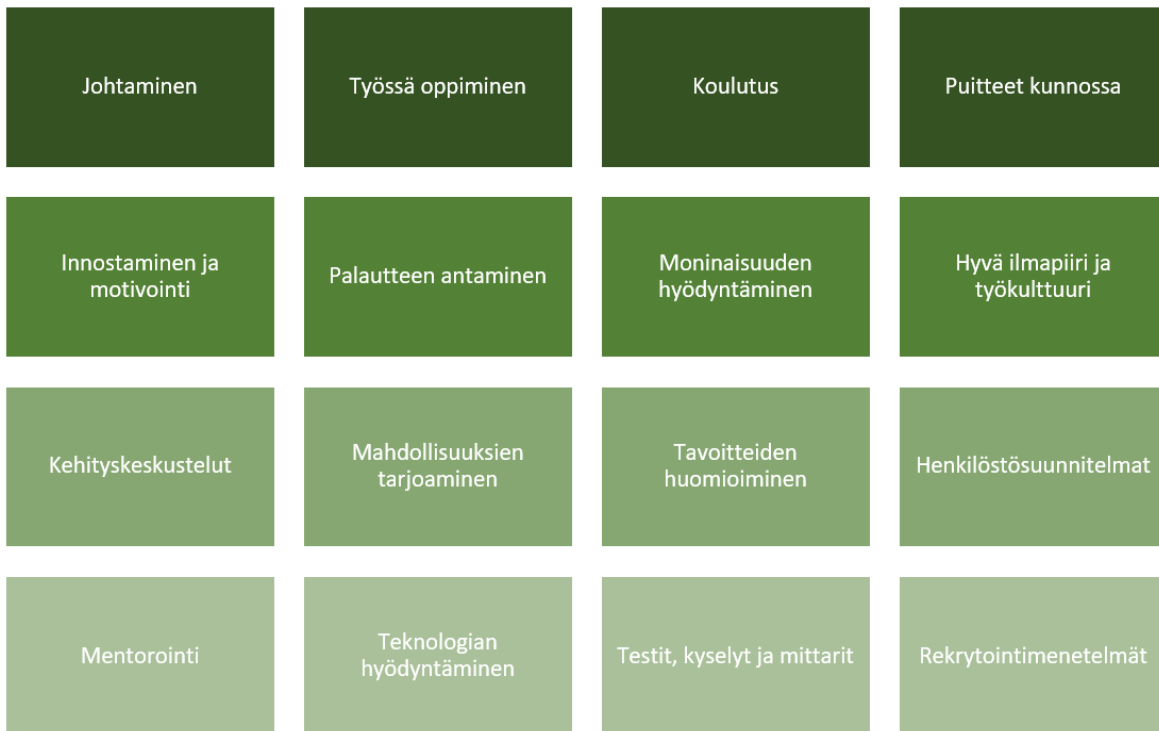 Johtaminen
Työssä oppiminen
Koulutus
Puitteet kunnossa
Innostaminen ja
motivointi
Palautteen antaminen
Moninaisuuden
hyödyntäminen
Hyvä ilmapiiri ja
työkulttuuri
Kehityskeskustelut
Mahdollisuuksien
tarjoaminen
Tavoitteiden
huomioiminen
Henkilöstösuunnitelmat
Mentorointi
Teknologian
hyödyntäminen
Testit, kyselyt ja mittarit
Rekrytointimenetelmät